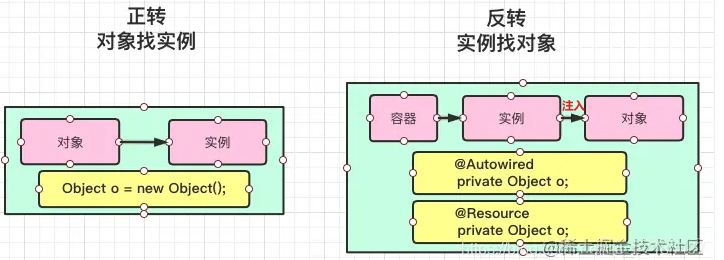 正转
对象找实例
对象
实例
Object o = new Object();
反转
实例找对象
容器
实例
注入
对象
@Autowired
private Object o;
@Resource
private Object o;
@稀土掘金技术社区